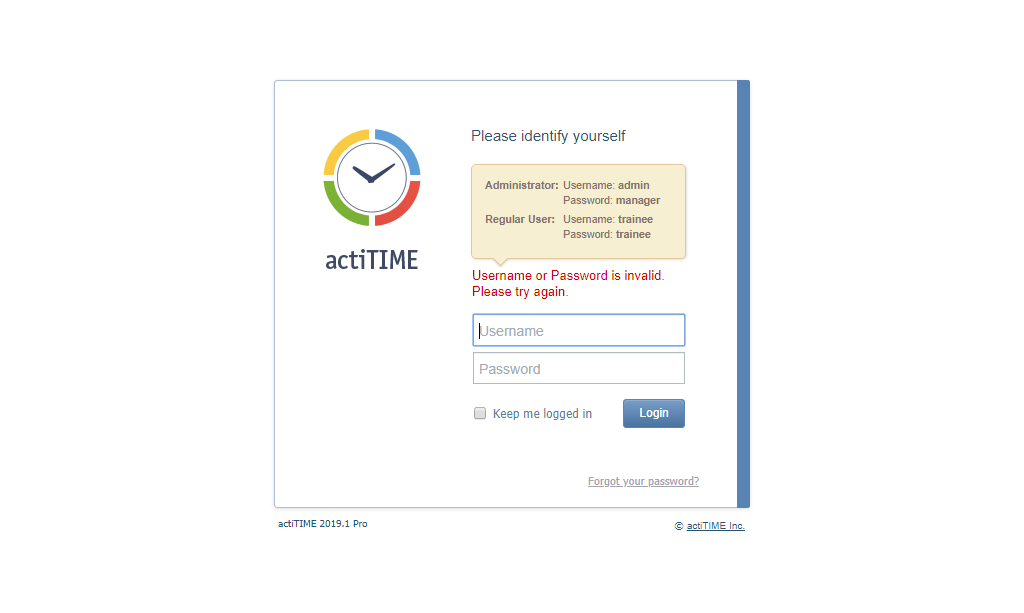 Please identify yourself
Administrator: Username: admin
Password: manager
Regular User: Username: trainee
Password: trainee
actiTIME
Username or Password is invalid.
Please try again.
Username
Password
Keep me logged in Login
Forgot your password?
actiTIME 2019.1 Pro © actiTIME Inc.